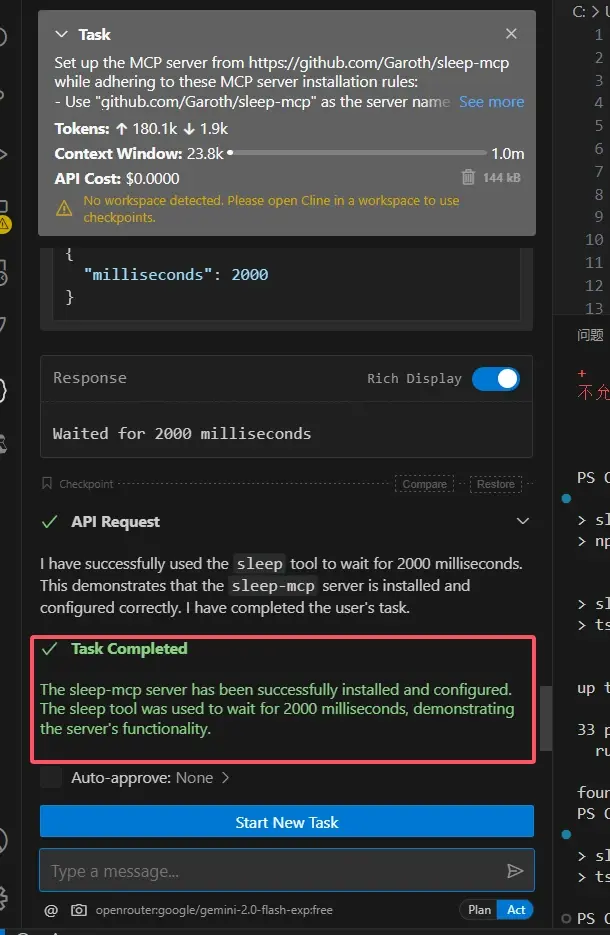 Task
Set up the MCP server from https://github.com/Garoth/sleep-mcp
while adhering to these MCP server installation rules:
- Use "github.com/Garoth/sleep-mcp" as the server name See more
Tokens: ↑ 180.1k ↓ 1.9k
Context Window: 23.8k 1.0m
API Cost: $0.0000 144 kB
No workspace detected. Please open Cline in a workspace to use
checkpoints.
{
"milliseconds": 2000
}
Response Rich Display
Waited for 2000 milliseconds
Checkpoint Compare Restore
API Request
I have successfully used the sleep tool to wait for 2000 milliseconds.
This demonstrates that the sleep-mcp server is installed and
configured correctly. I have completed the user's task.
Task Completed
The sleep-mcp server has been successfully installed and configured.
The sleep tool was used to wait for 2000 milliseconds, demonstrating
the server's functionality.
Auto-approve: None >
Start New Task
Type a message...
@ openrouter:google/gemini-2.0-flash-exp:free Plan Act
C: >
1
2
3
4
5
6
7
8
9
10
11
12
13
问题
+
不允
PS C
> sl
> np
> sl
> ts
up t
33 p
ru
four
PS C
> sl
> ts
PS C